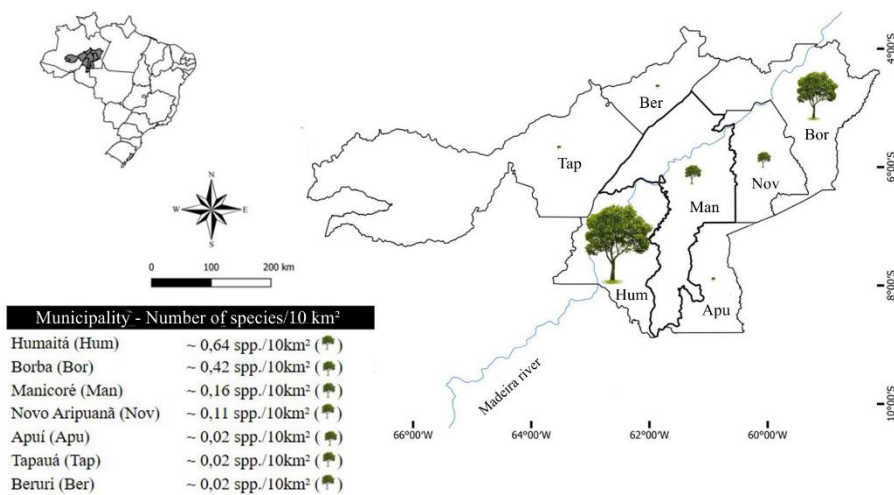 N
W E
S
0 100 200 km
Municipality - Number of species/10 km²
Humaitá (Hum) ~ 0,64 spp./10km² ( )
Borba (Bor) ~ 0,42 spp./10km² ( )
Manicoré (Man) ~ 0,16 spp./10km² ( )
Novo Aripuanã (Nov) ~ 0,11 spp./10km² ( )
Apuí (Apu) ~ 0,02 spp./10km² ( )
Tapauá (Tap) ~ 0,02 spp./10km² ( )
Beruri (Ber) ~ 0,02 spp./10km² ( )
Ber
Bor
Tap
Nov
Man
Hum
Apu
Madeira river
4°00'S
6°00'S
8°00'S
10°00'S
66°00'W 64°00'W 62°00'W 60°00'W